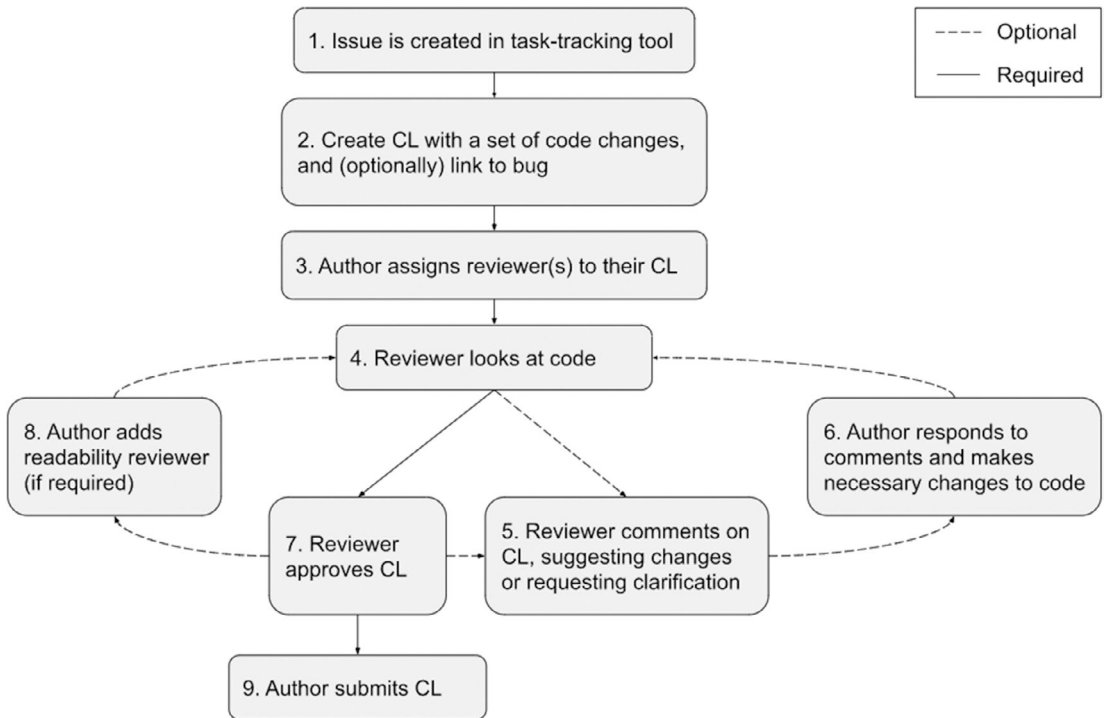 1. Issue is created in task-tracking tool
Optional
Required
2. Create CL with a set of code changes,
and (optionally) link to bug
3. Author assigns reviewer(s) to their CL
4. Reviewer looks at code
8. Author adds
readability reviewer
(if required)
6. Author responds to
comments and makes
necessary changes to code
7. Reviewer
approves CL
5. Reviewer comments on
CL, suggesting changes
or requesting clarification
9. Author submits CL